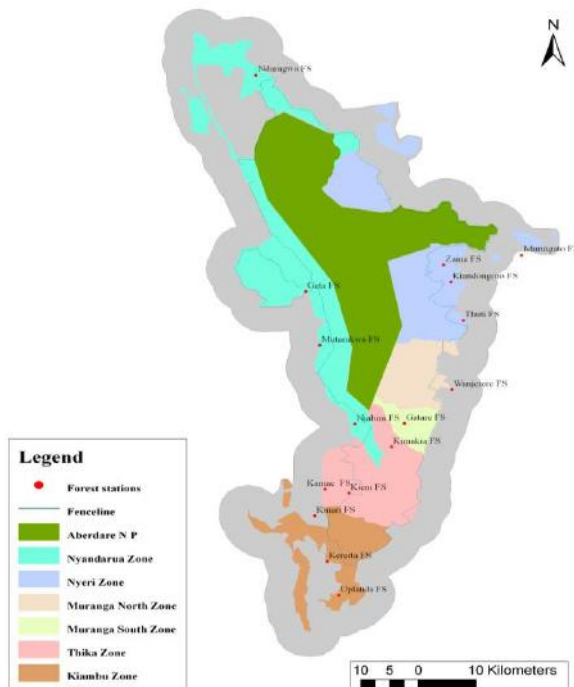 N
Ndaragwa FS
Zaina FS
Kiandongoro FS
Geta FS
Thuti FS
Mutarakwa FS
Wanjerere FS
Njabini FS
Gatare FS
Kimakia FS
Kamae FS
Kieni FS
Kinari FS
Kereita FS
Uplands FS
Legend
Forest stations
Fenceline
Aberdare N P
Nyandarua Zone
Nyeri Zone
Muranga North Zone
Muranga South Zone
Thika Zone
Kiambu Zone
10 5 0 10 Kilometers